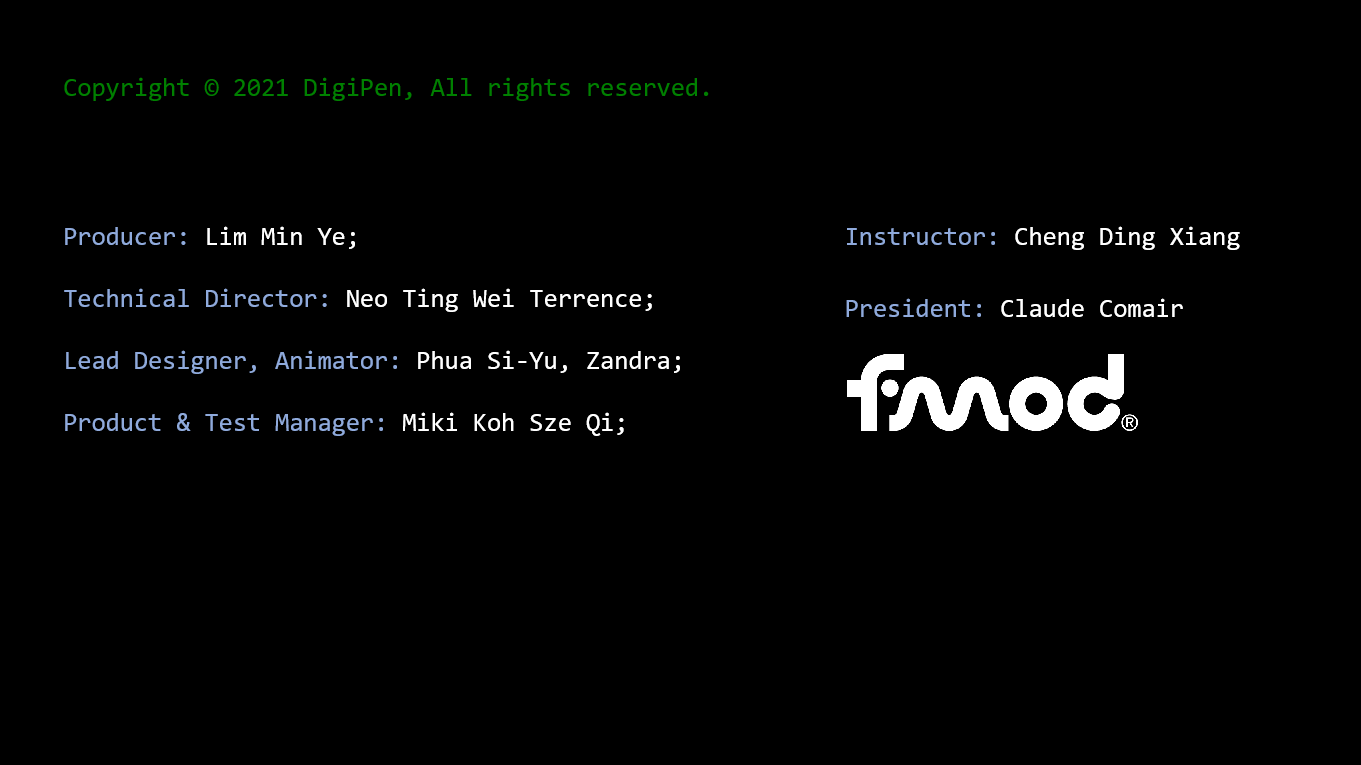 Copyright © 2021 DigiPen, All rights reserved.
Producer: Lim Min Ye;
Technical Director: Neo Ting Wei Terrence;
Lead Designer, Animator: Phua Si-Yu, Zandra;
Product & Test Manager: Miki Koh Sze Qi;
Instructor: Cheng Ding Xiang
President: Claude Comair
fmod®